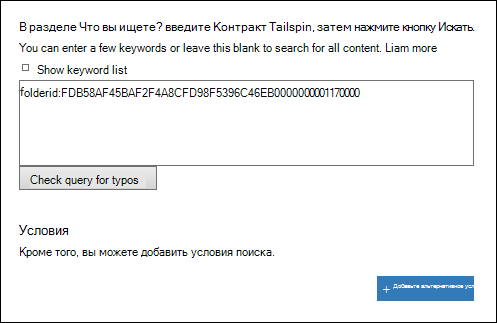 В разделе Что вы ищете? введите Контракт Tailspin, затем нажмите кнопку Искать.
You can enter a few keywords or leave this blank to search for all content. Liam more
Show keyword list
folderid:FDB58AF45BAF2F4A8CFD98F5396C46EB0000000001170000
Check query for typos
Условия
Кроме того, вы можете добавить условия поиска.
+ Добавьте альтернативное усл